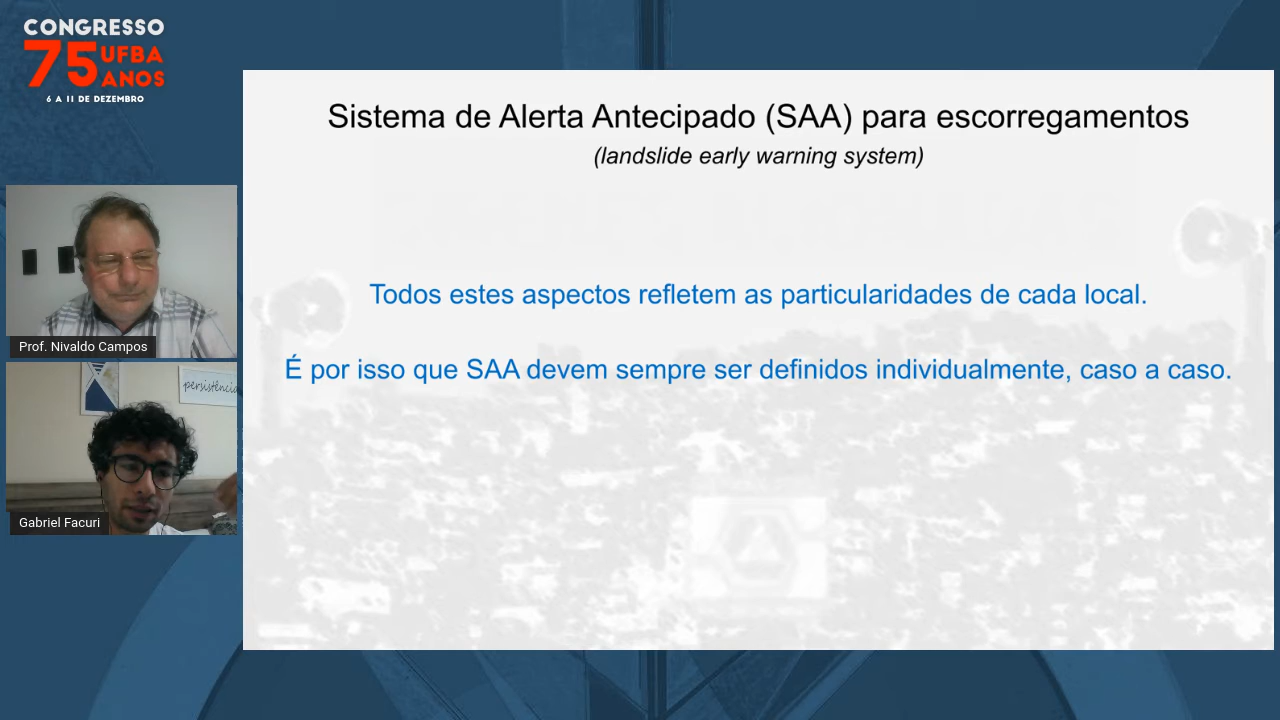 CONGRESSO
75 UFBA
ANOS
6 A 11 DE DEZEMBRO
Sistema de Alerta Antecipado (SAA) para escorregamentos
(landslide early warning system)
Todos estes aspectos refletem as particularidades de cada local.
É por isso que SAA devem sempre ser definidos individualmente, caso a caso.
Prof. Nivaldo Campos
persistência
Gabriel Facuri